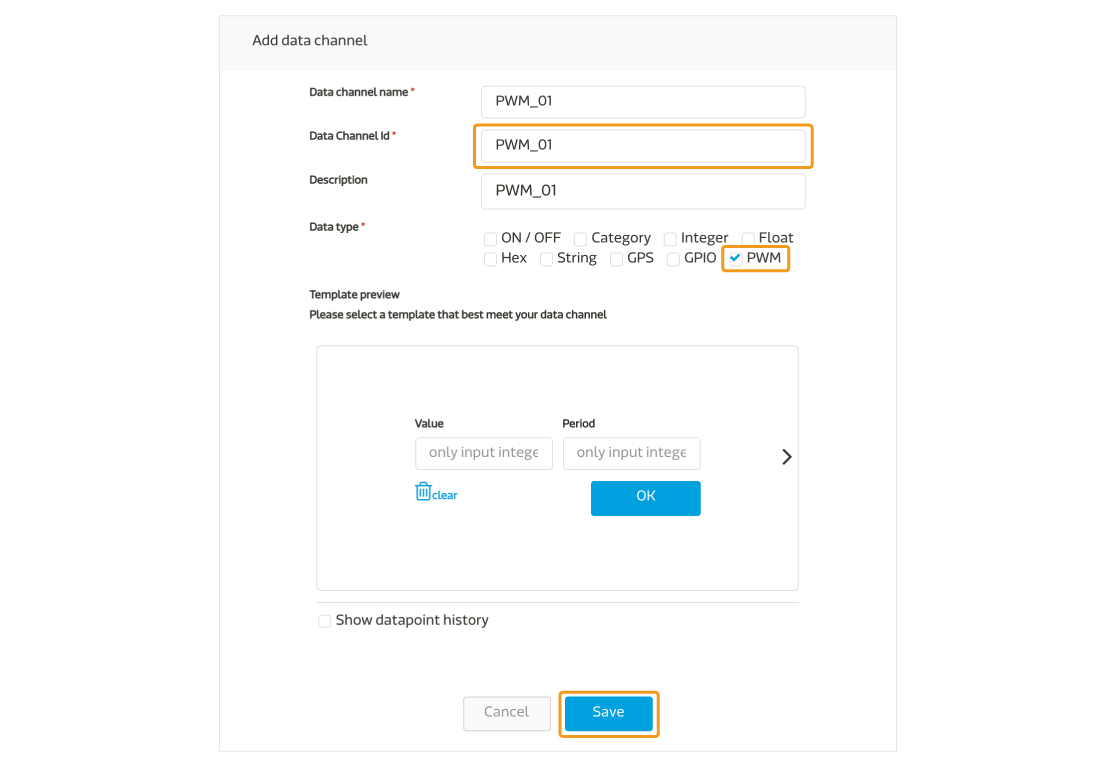 Add data channel
Data channel name *
PWM_01
Data Channel Id *
PWM_01
Description
PWM_01
Data type *
ON / OFF Category Integer Float
Hex String GPS GPIO PWM
Template preview
Please select a template that best meet your data channel
Value Period
only input intege only input intege
clear OK
Show datapoint history
Cancel Save